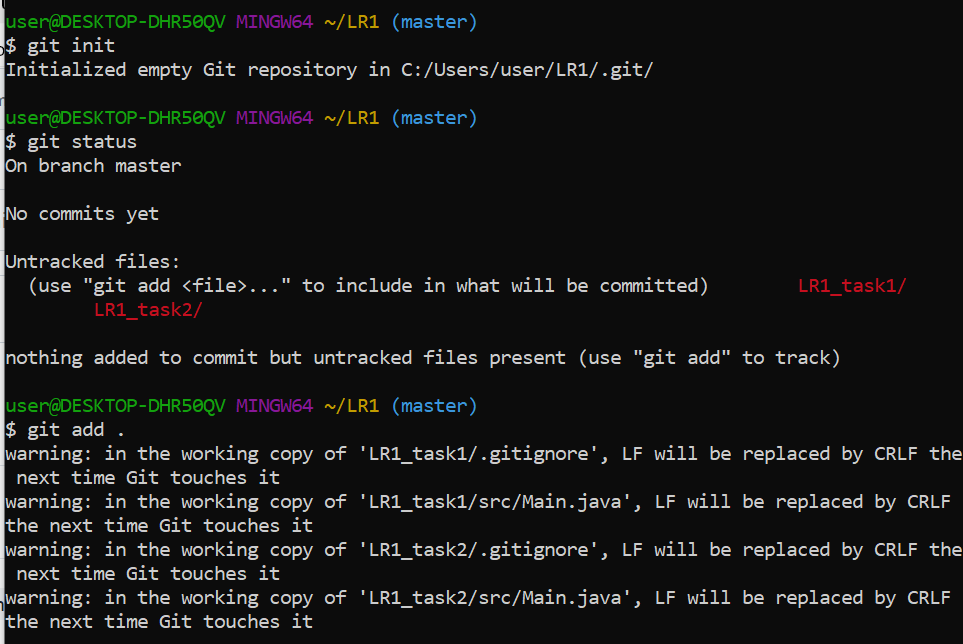 user@DESKTOP-DHR50QV MINGW64 ~/LR1 (master)
$ git init
Initialized empty Git repository in C:/Users/user/LR1/.git/

user@DESKTOP-DHR50QV MINGW64 ~/LR1 (master)
$ git status
On branch master

No commits yet

Untracked files:
  (use "git add <file>..." to include in what will be committed)        LR1_task1/
        LR1_task2/

nothing added to commit but untracked files present (use "git add" to track)

user@DESKTOP-DHR50QV MINGW64 ~/LR1 (master)
$ git add .
warning: in the working copy of 'LR1_task1/.gitignore', LF will be replaced by CRLF the
 next time Git touches it
warning: in the working copy of 'LR1_task1/src/Main.java', LF will be replaced by CRLF
the next time Git touches it
warning: in the working copy of 'LR1_task2/.gitignore', LF will be replaced by CRLF the
 next time Git touches it
warning: in the working copy of 'LR1_task2/src/Main.java', LF will be replaced by CRLF
the next time Git touches it